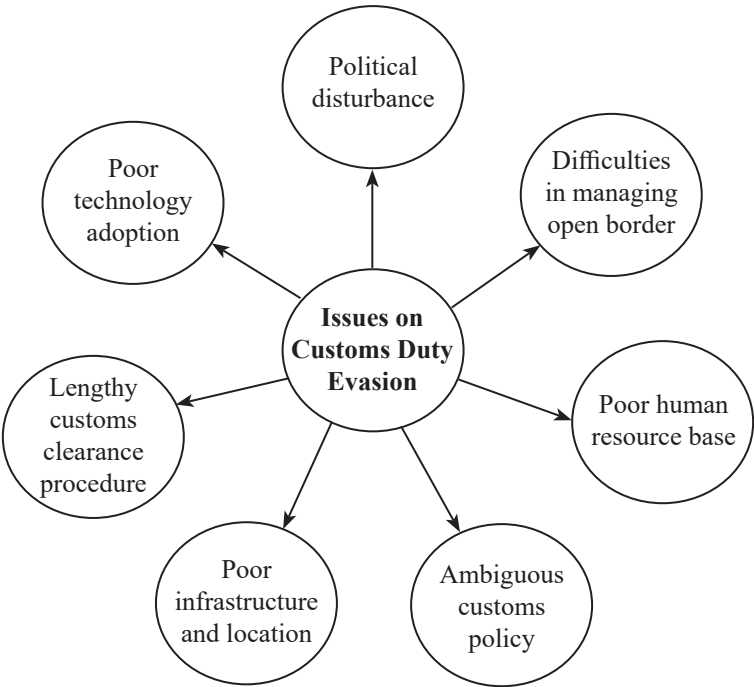 Political
disturbance
Difficulties
in managing
open border
Poor
technology
adoption
Issues on
Customs Duty
Evasion
Poor human
resource base
Lengthy
customs
clearance
procedure
Poor
infrastructure
and location
Ambiguous
customs
policy